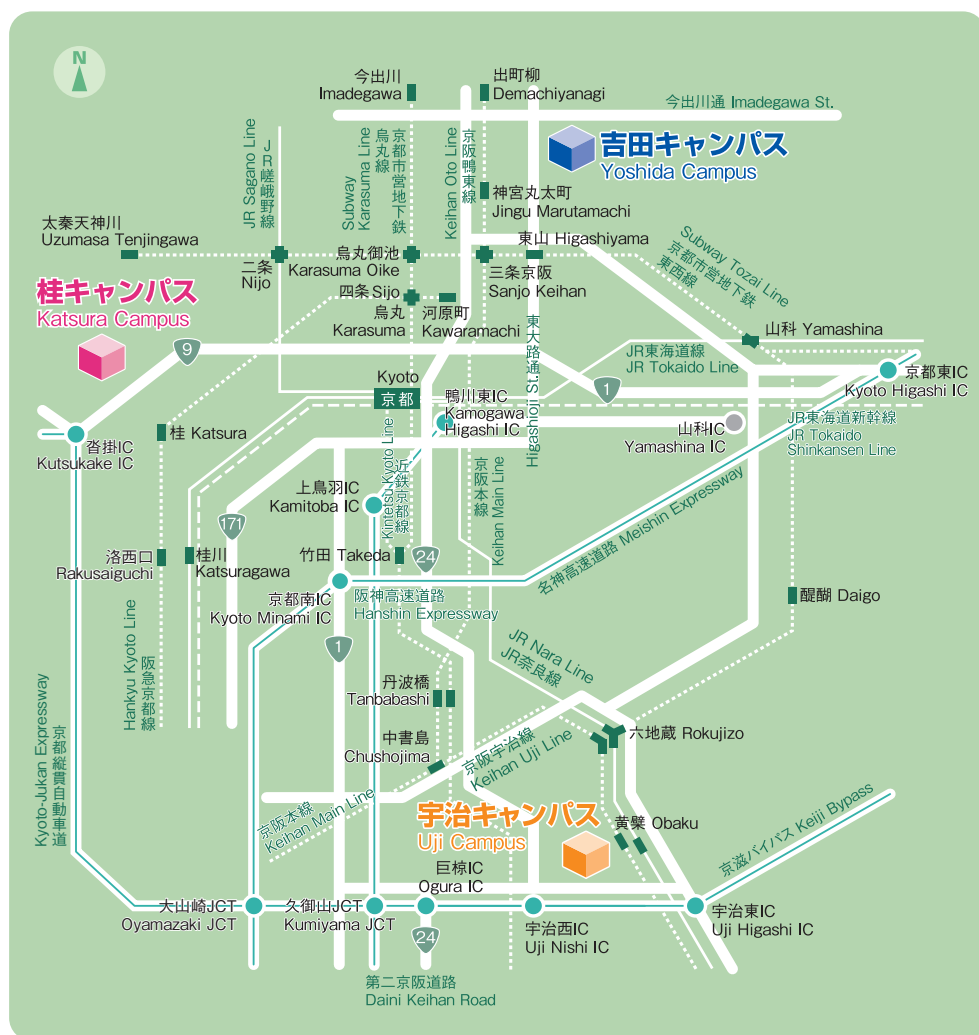 N
今出川
Imadegawa
出町柳
Demachiyanagi
今出川通 Imadegawa St.
JR Sagano Line
JR嵯峨野線
Subway
Karasuma Line
京都市営地下鉄
烏丸線
Keihan Oto Line
京阪鴨東線
吉田キャンパス
Yoshida Campus
神宮丸太町
Jingu Marutamachi
太秦天神川
Uzumasa Tenjingawa
二条
Nijo
烏丸御池
Karasuma Oike
三条京阪
Sanjo Keihan
東山 Higashiyama
Subway Tozai Line
京都市営地下鉄
東西線
四条 Sijo
烏丸
Karasuma
河原町
Kawaramachi
桂キャンパス
Katsura Campus
9
東大路通
Higashioji St.
山科 Yamashina
JR東海道線
JR Tokaido Line
京都東IC
Kyoto Higashi IC
1
Kyoto
京都
鴨川東IC
Kamogawa
Higashi IC
山科IC
Yamashina IC
JR東海道新幹線
JR Tokaido
Shinkansen Line
沓掛IC
Kutsukake IC
桂 Katsura
上鳥羽IC
Kamitoba IC
Kintetsu Kyoto Line
近鉄京都線
京阪本線
Keihan Main Line
171
洛西口
Rakusaiguchi
桂川
Katsuragawa
竹田 Takeda
24
名神高速道路 Meishin Expressway
京都南IC
Kyoto Minami IC
阪神高速道路
Hanshin Expressway
醍醐 Daigo
1
Hankyu Kyoto Line
阪急京都線
JR Nara Line
JR奈良線
丹波橋
Tanbabashi
中書島
Chushojima
京阪宇治線
Keihan Uji Line
六地蔵 Rokujizo
Kyoto-Jukan Expressway
京都縦貫自動車道
京阪本線
Keihan Main Line
宇治キャンパス
Uji Campus
黄檗 Obaku
京滋バイパス Keiji Bypass
巨椋IC
Ogura IC
大山崎JCT
Oyamazaki JCT
久御山JCT
Kumiyama JCT
24
宇治西IC
Uji Nishi IC
宇治東IC
Uji Higashi IC
第二京阪道路
Daini Keihan Road